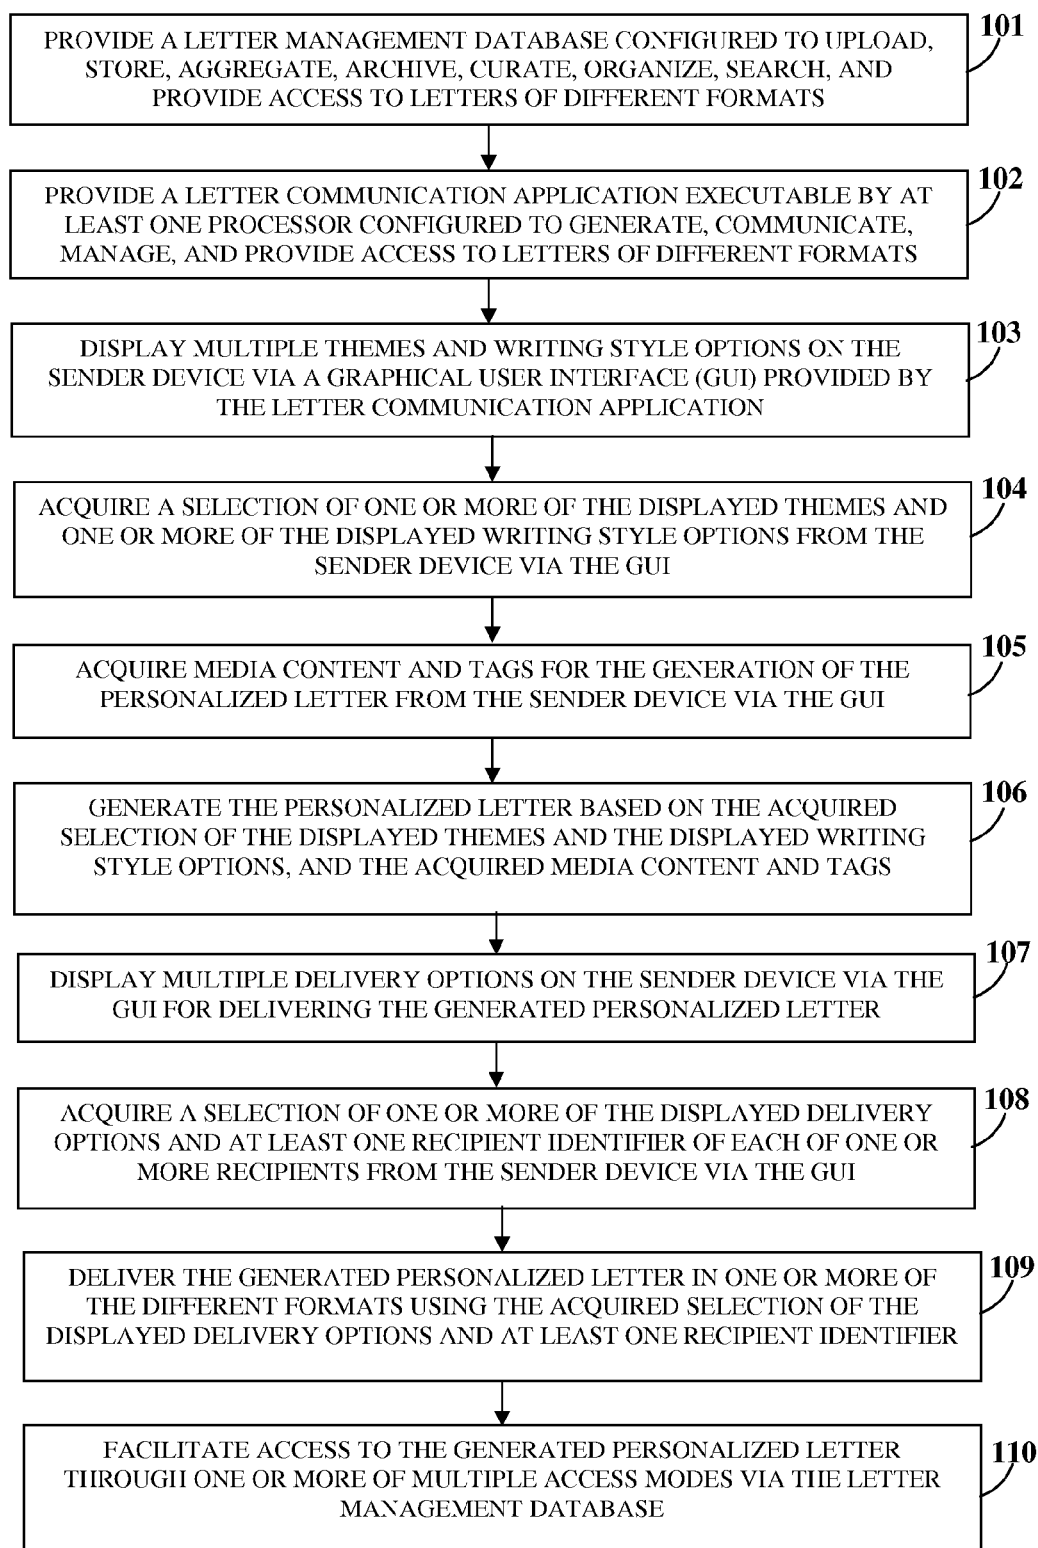 PROVIDE A LETTER MANAGEMENT DATABASE CONFIGURED TO UPLOAD,
STORE, AGGREGATE, ARCHIVE, CURATE, ORGANIZE, SEARCH, AND
PROVIDE ACCESS TO LETTERS OF DIFFERENT FORMATS
101
PROVIDE A LETTER COMMUNICATION APPLICATION EXECUTABLE BY AT
LEAST ONE PROCESSOR CONFIGURED TO GENERATE, COMMUNICATE,
MANAGE, AND PROVIDE ACCESS TO LETTERS OF DIFFERENT FORMATS
102
DISPLAY MULTIPLE THEMES AND WRITING STYLE OPTIONS ON THE
SENDER DEVICE VIA A GRAPHICAL USER INTERFACE (GUI) PROVIDED BY
THE LETTER COMMUNICATION APPLICATION
103
ACQUIRE A SELECTION OF ONE OR MORE OF THE DISPLAYED THEMES AND
ONE OR MORE OF THE DISPLAYED WRITING STYLE OPTIONS FROM THE
SENDER DEVICE VIA THE GUI
104
ACQUIRE MEDIA CONTENT AND TAGS FOR THE GENERATION OF THE
PERSONALIZED LETTER FROM THE SENDER DEVICE VIA THE GUI
105
GENERATE THE PERSONALIZED LETTER BASED ON THE ACQUIRED
SELECTION OF THE DISPLAYED THEMES AND THE DISPLAYED WRITING
STYLE OPTIONS, AND THE ACQUIRED MEDIA CONTENT AND TAGS
106
DISPLAY MULTIPLE DELIVERY OPTIONS ON THE SENDER DEVICE VIA THE
GUI FOR DELIVERING THE GENERATED PERSONALIZED LETTER
107
ACQUIRE A SELECTION OF ONE OR MORE OF THE DISPLAYED DELIVERY
OPTIONS AND AT LEAST ONE RECIPIENT IDENTIFIER OF EACH OF ONE OR
MORE RECIPIENTS FROM THE SENDER DEVICE VIA THE GUI
108
DELIVER THE GENERATED PERSONALIZED LETTER IN ONE OR MORE OF
THE DIFFERENT FORMATS USING THE ACQUIRED SELECTION OF THE
DISPLAYED DELIVERY OPTIONS AND AT LEAST ONE RECIPIENT IDENTIFIER
109
FACILITATE ACCESS TO THE GENERATED PERSONALIZED LETTER
THROUGH ONE OR MORE OF MULTIPLE ACCESS MODES VIA THE LETTER
MANAGEMENT DATABASE
110